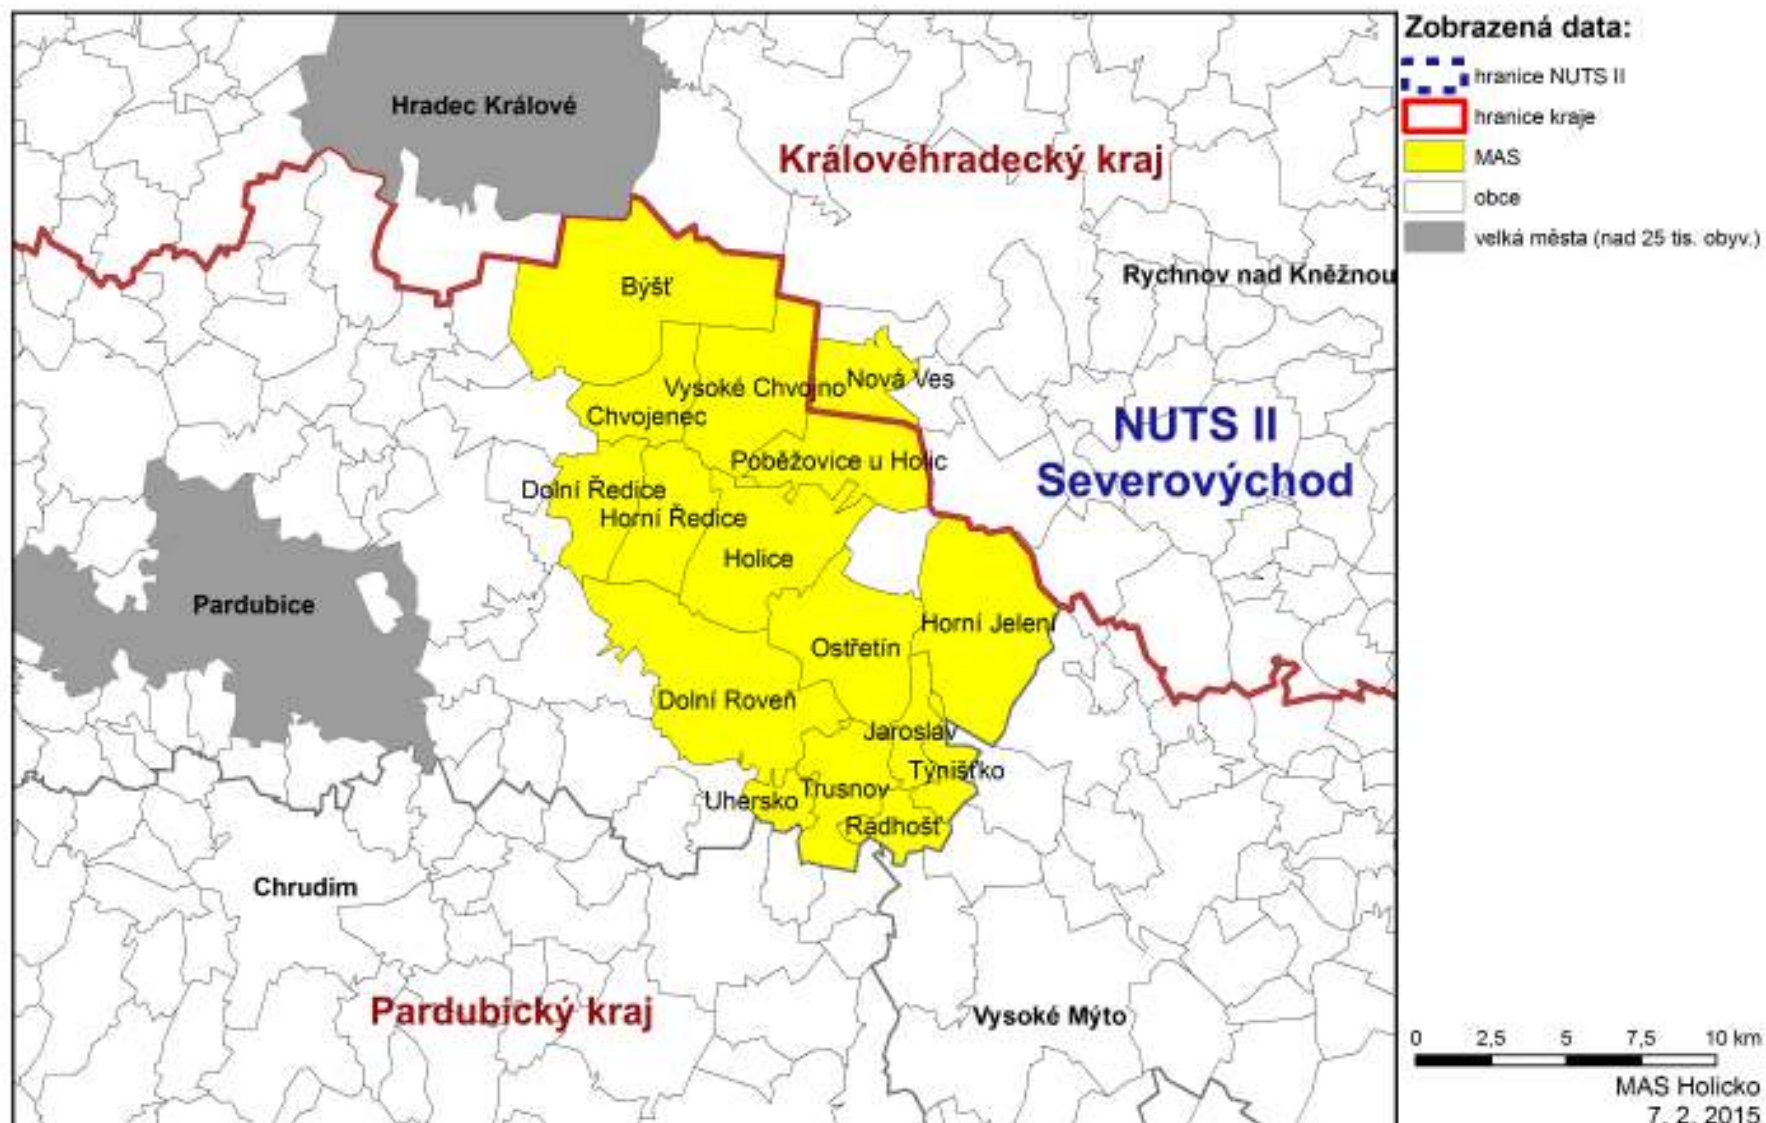 Zobrazená data:
hranice NUTS II
hranice kraje
MAS
obce
velká města (nad 25 tis. obyv.)
Hradec Králové
Královéhradecký kraj
Rychnov nad Kněžnou
Býšť
Vysoké Chvojno
Nová Ves
Chvojenec
NUTS II
Severovýchod
Poběžovice u Holic
Dolní Ředice
Horní Ředice
Holice
Pardubice
Horní Jelení
Ostřetín
Dolní Roveň
Jaroslav
Týnišťko
Uhersko
Trusnov
Radhošť
Chrudim
Pardubický kraj
Vysoké Mýto
0 2,5 5 7,5 10 km
MAS Holicko
7. 2. 2015